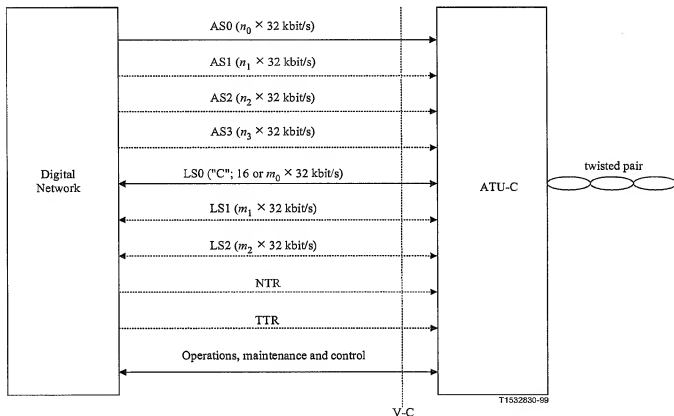 AS0 (n0 × 32 kbit/s)
AS1 (n1 × 32 kbit/s)
AS2 (n2 × 32 kbit/s)
AS3 (n3 × 32 kbit/s)
Digital
Network
LS0 ("C"; 16 or m0 × 32 kbit/s)
ATU-C
twisted pair
LS1 (m1 × 32 kbit/s)
LS2 (m2 × 32 kbit/s)
NTR
TTR
Operations, maintenance and control
T1532830-99
V-C